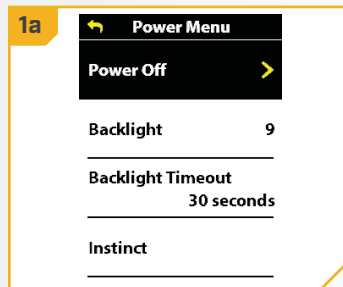 1a
Power Menu
Power Off
Backlight 9
Backlight Timeout
30 seconds
Instinct